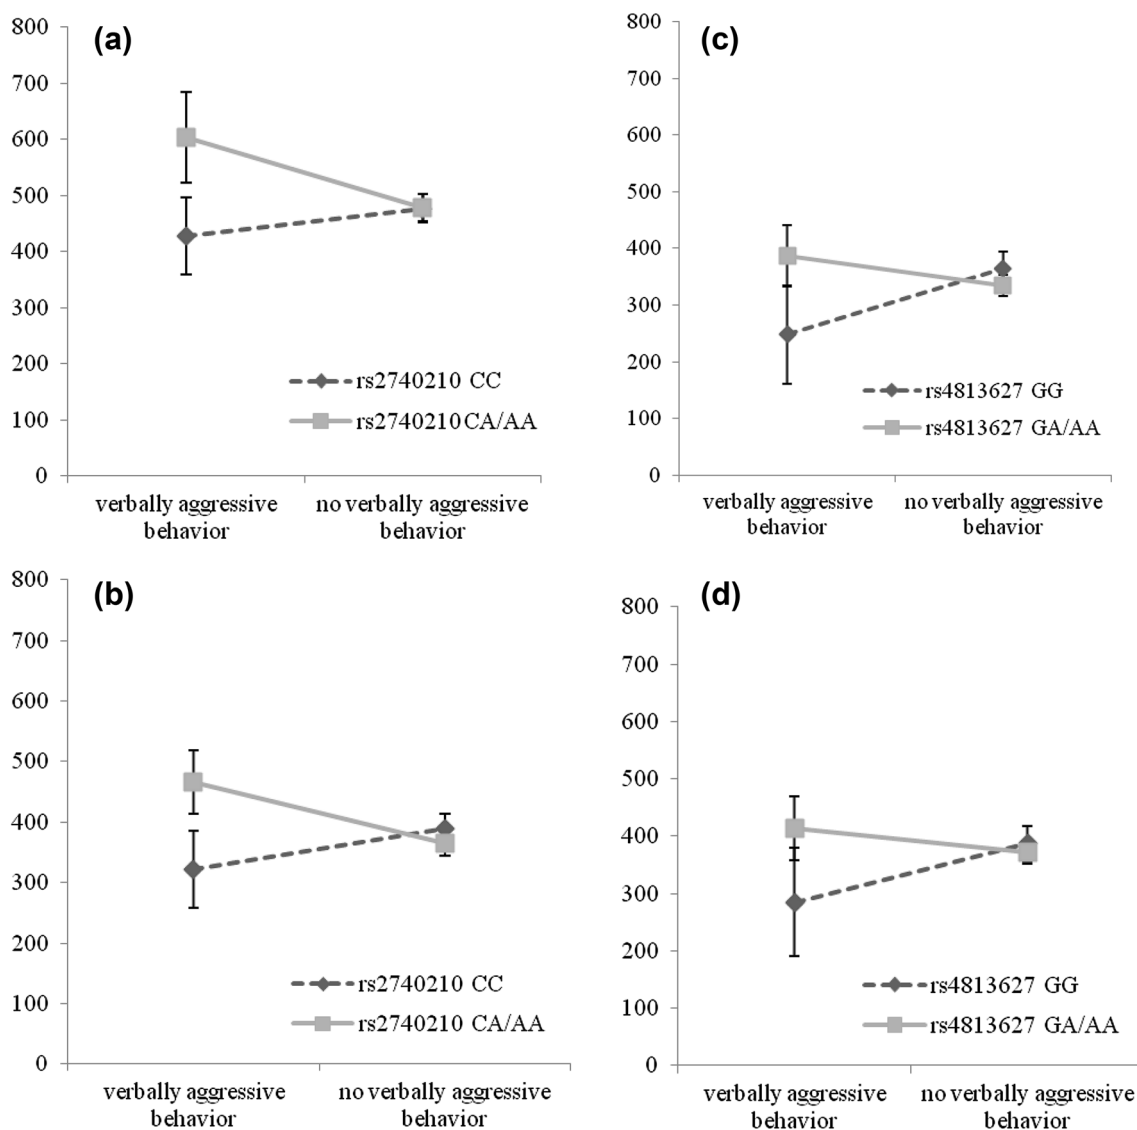 (a)
800
700
600
500
400
300
200
100
0
rs2740210 CC
rs2740210 CA/AA
verbally aggressive
behavior
no verbally aggressive
behavior
(c)
800
700
600
500
400
300
200
100
0
rs4813627 GG
rs4813627 GA/AA
verbally aggressive
behavior
no verbally aggressive
behavior
(b)
800
700
600
500
400
300
200
100
0
rs2740210 CC
rs2740210 CA/AA
verbally aggressive
behavior
no verbally aggressive
behavior
(d)
800
700
600
500
400
300
200
100
0
rs4813627 GG
rs4813627 GA/AA
verbally aggressive
behavior
no verbally aggressive
behavior